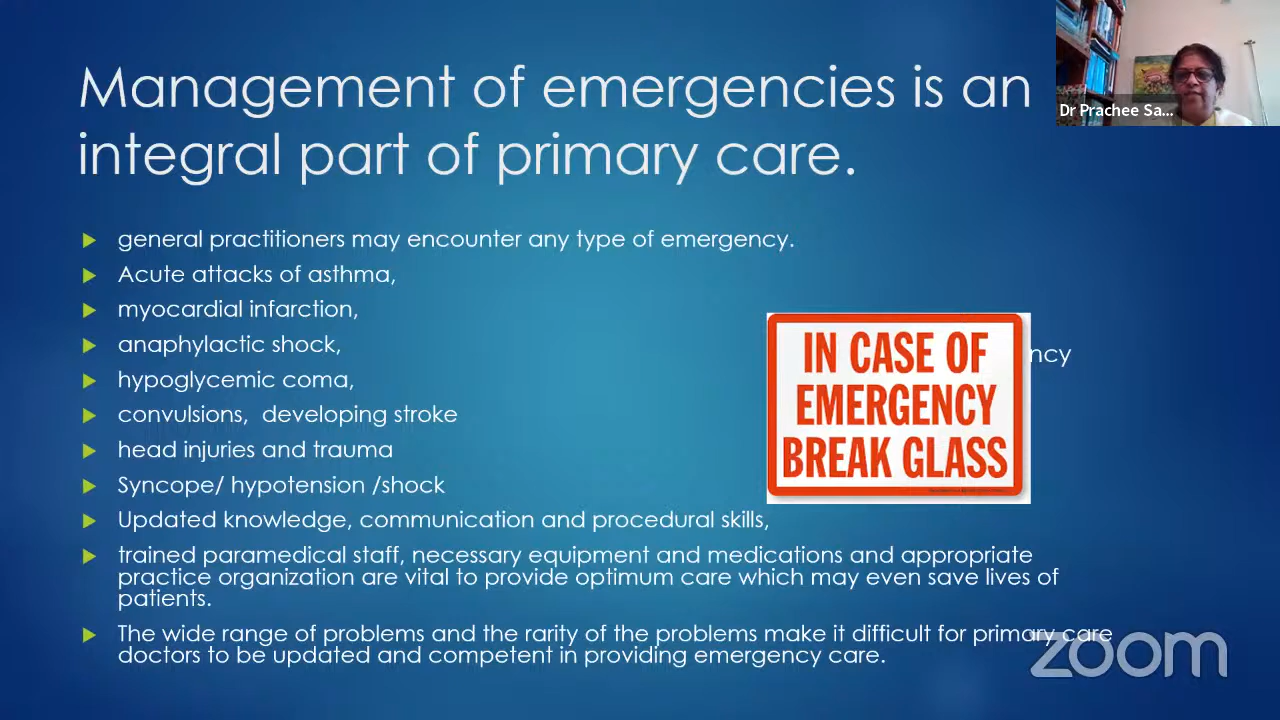 Management of emergencies is an
integral part of primary care.
Dr Prachee Sa...
general practitioners may encounter any type of emergency.
Acute attacks of asthma,
myocardial infarction,
anaphylactic shock,
hypoglycemic coma,
convulsions, developing stroke
head injuries and trauma
Syncope/ hypotension /shock
IN CASE OF
EMERGENCY
BREAK GLASS
ncy
Updated knowledge, communication and procedural skills,
trained paramedical staff, necessary equipment and medications and appropriate
practice organization are vital to provide optimum care which may even save lives of
patients.
The wide range of problems and the rarity of the problems make it difficult for primary care
doctors to be updated and competent in providing emergency care.
zoom